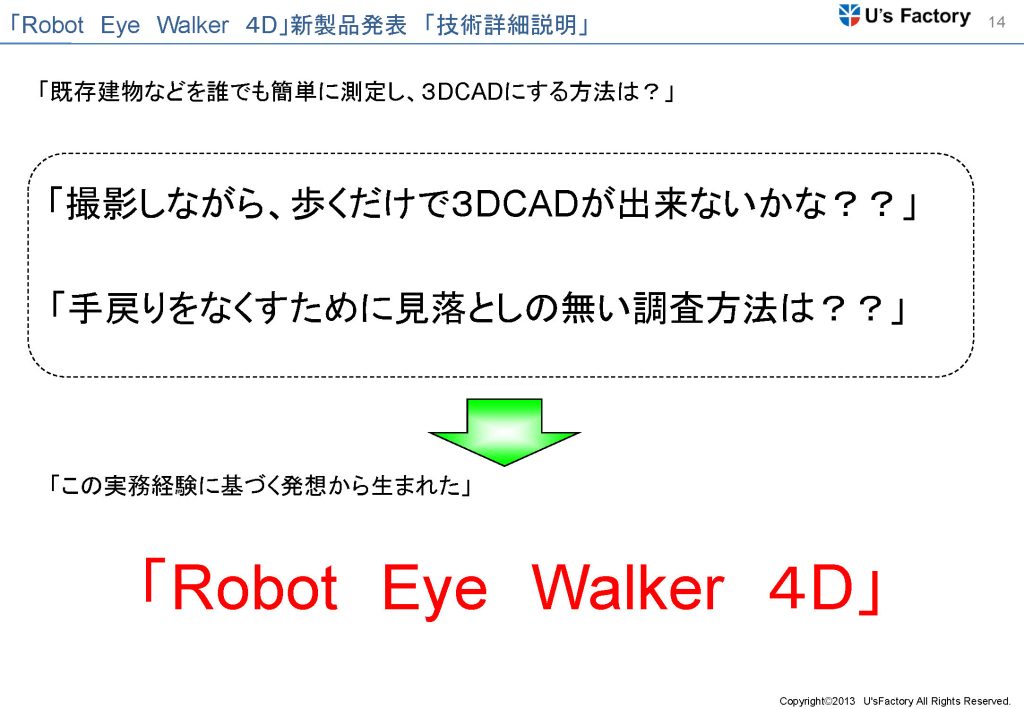 「Robot　Eye　Walker　４D」新製品発表　「技術詳細説明」
U's Factory
14
「既存建物などを誰でも簡単に測定し、３DCADにする方法は？」
「撮影しながら、歩くだけで３DCADが出来ないかな？？」
「手戻りをなくすために見落としの無い調査方法は？？」
「この実務経験に基づく発想から生まれた」
「Robot　Eye　Walker　４D」
Copyright©2013　U'sFactory All Rights Reserved.